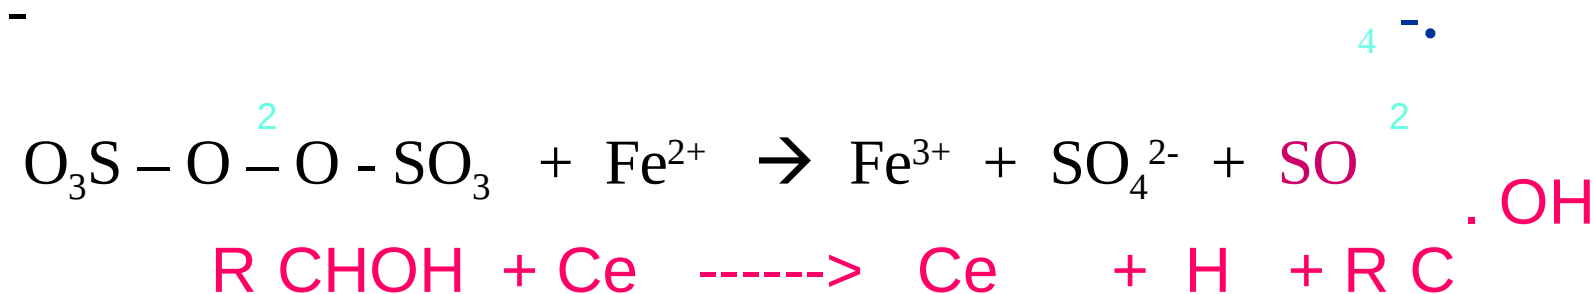 - 4 -•
2 2
O₃S – O – O - SO₃ + Fe²⁺ → Fe³⁺ + SO₄²⁻ + SO
. OH
R CHOH + Ce ------> Ce + H + R C